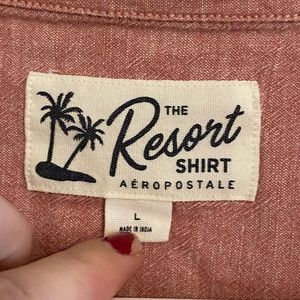 THE
Resort
SHIRT
AÉROPOSTALE
L
MADE IN INDIA